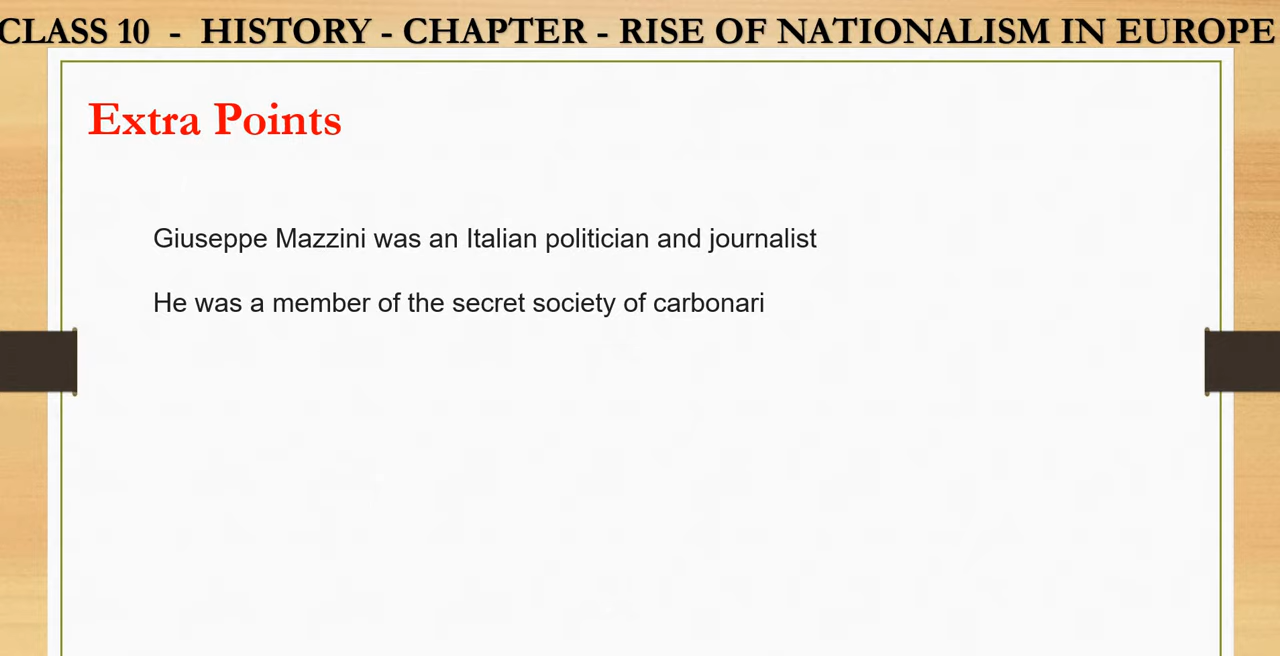 CLASS 10 - HISTORY - CHAPTER - RISE OF NATIONALISM IN EUROPE
Extra Points
Giuseppe Mazzini was an Italian politician and journalist
He was a member of the secret society of carbonari